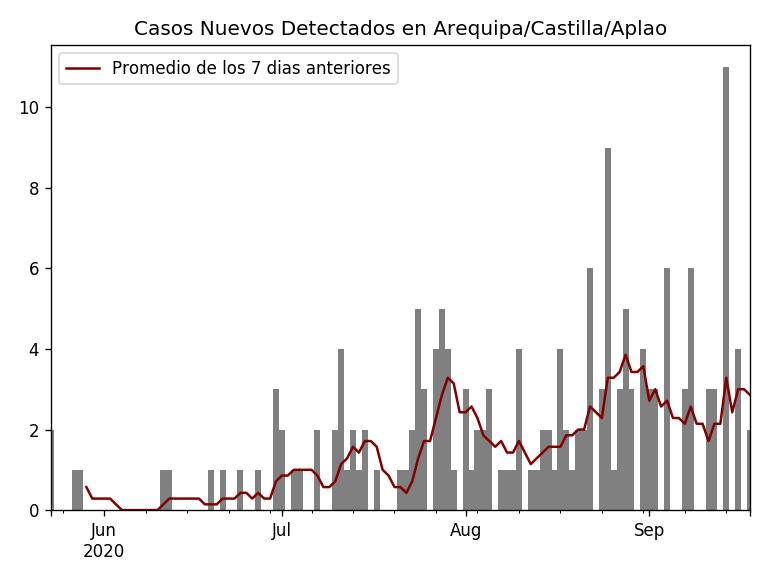 Casos Nuevos Detectados en Arequipa/Castilla/Aplao
Promedio de los 7 dias anteriores
10
8
6
4
2
0
Jun
2020
Jul
Aug
Sep